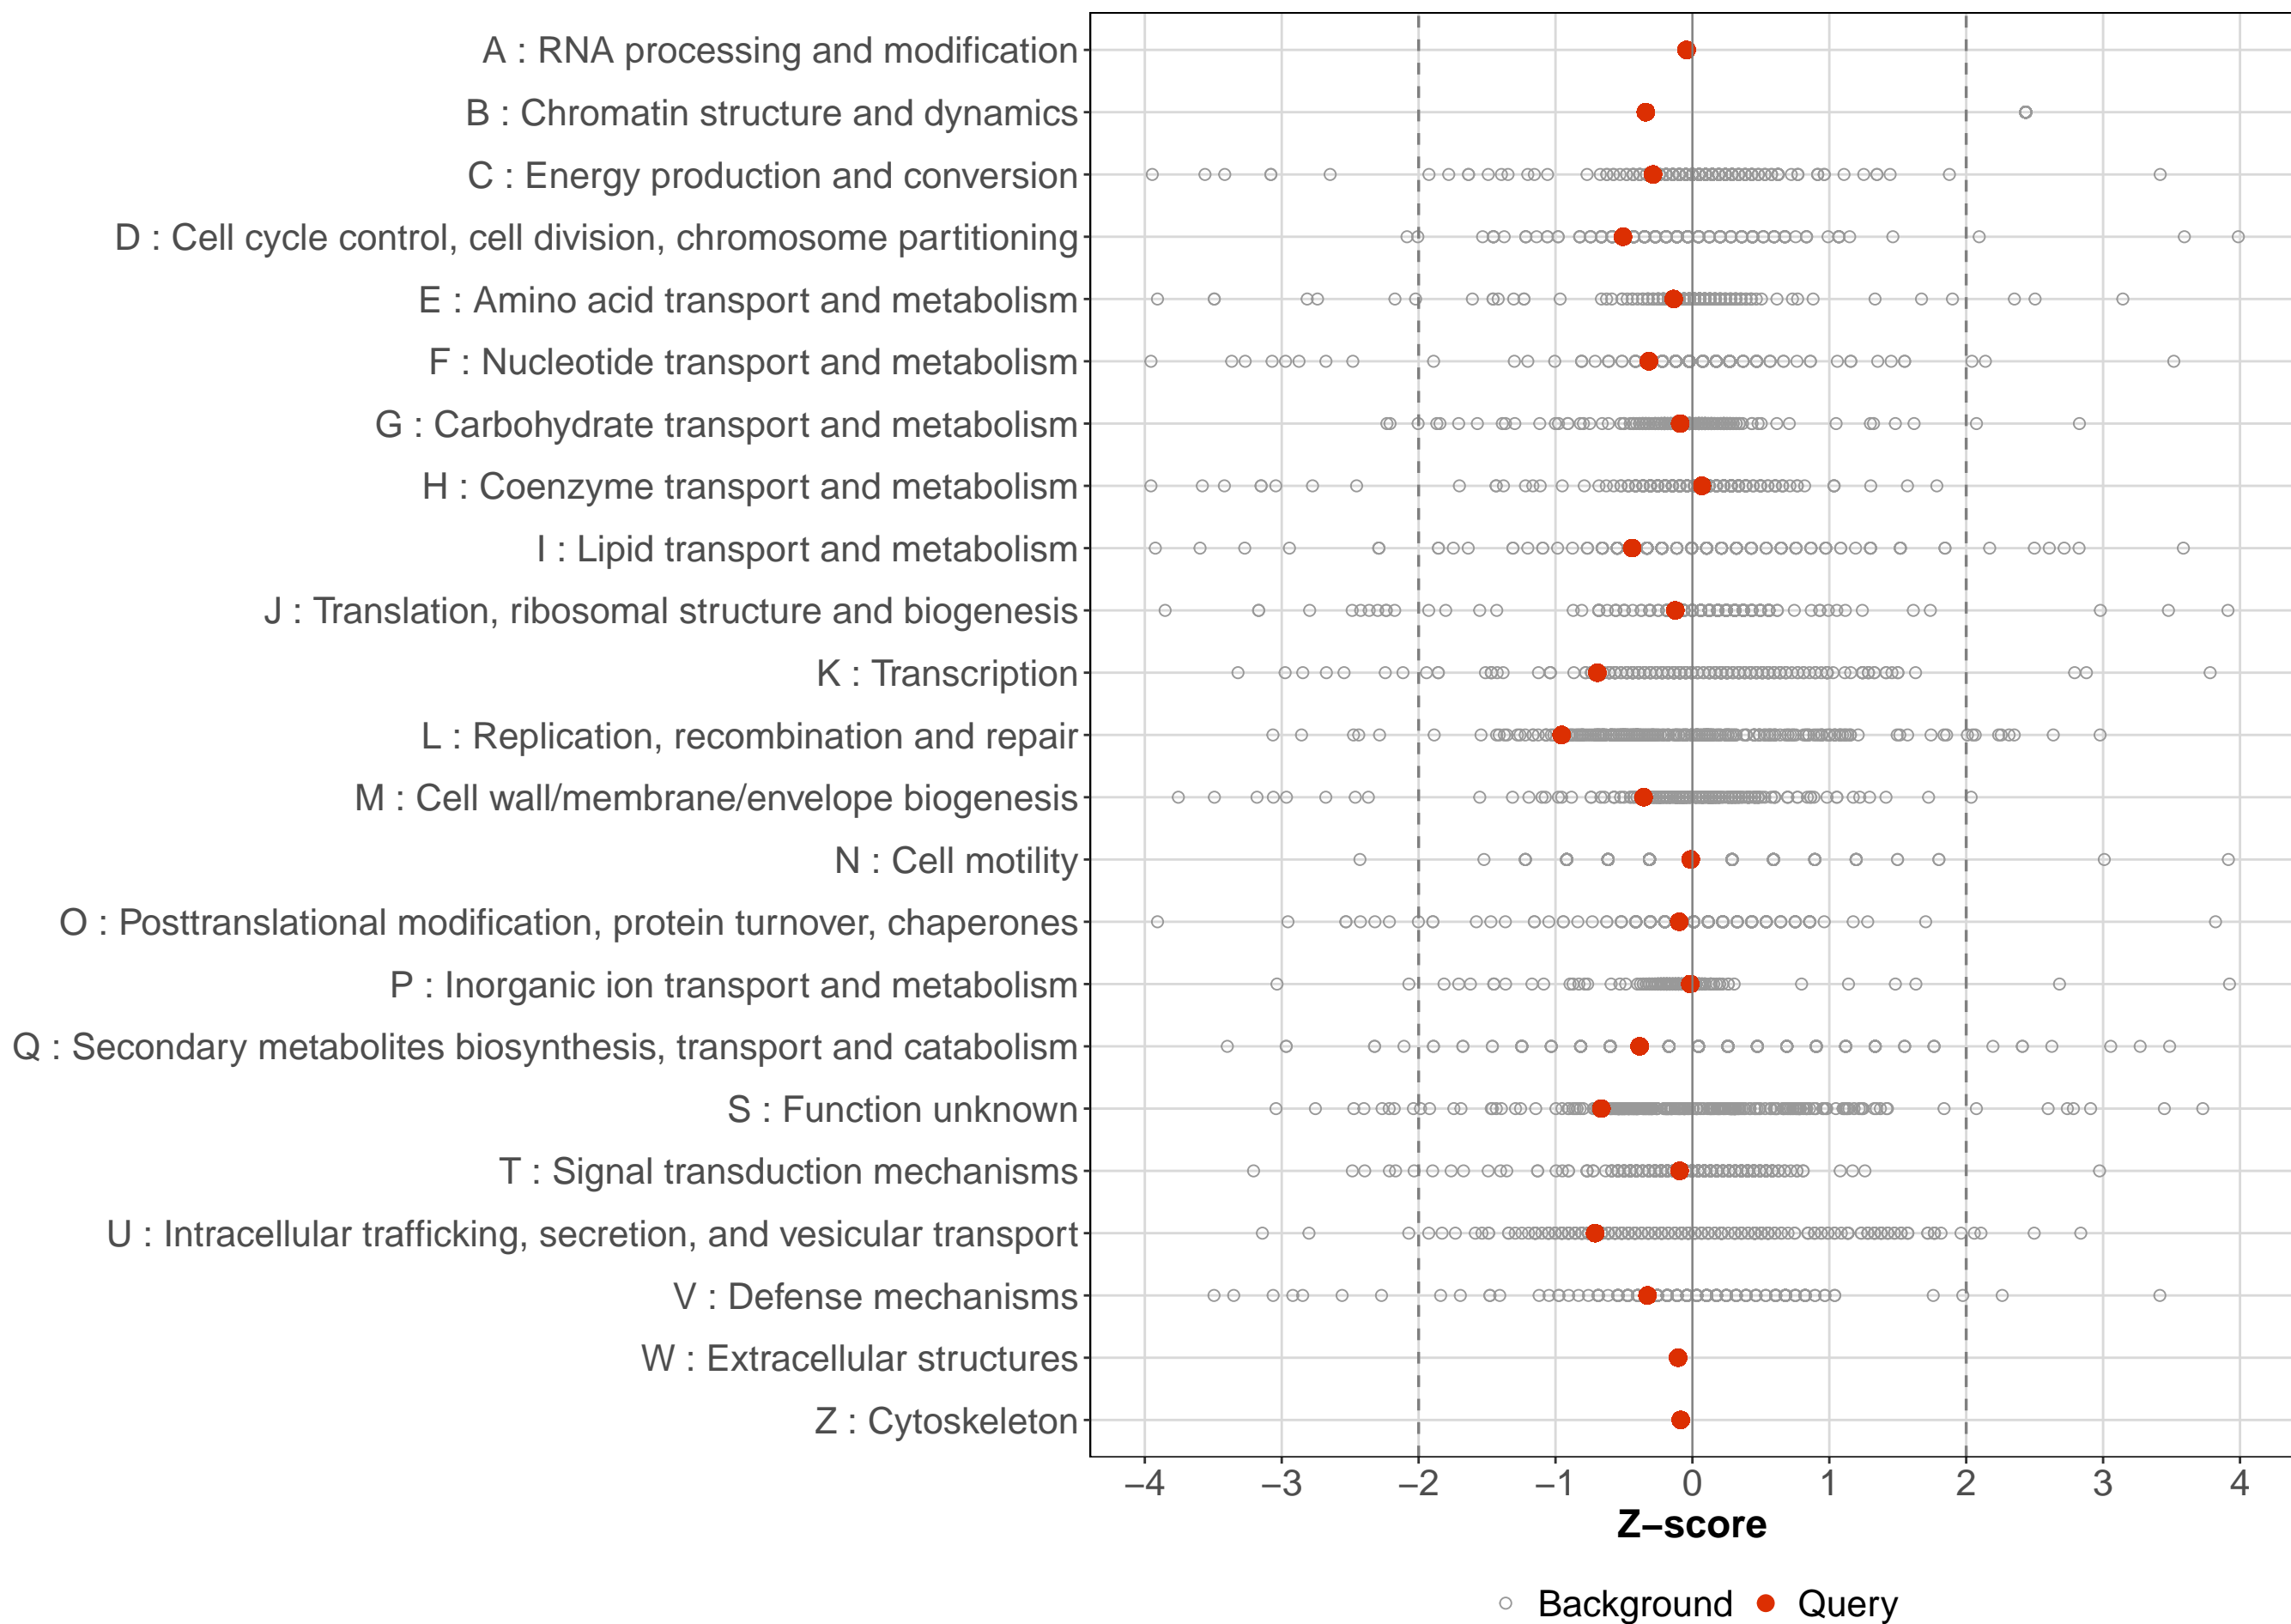 A : RNA processing and modification
B : Chromatin structure and dynamics
C : Energy production and conversion
D : Cell cycle control, cell division, chromosome partitioning
E : Amino acid transport and metabolism
F : Nucleotide transport and metabolism
G : Carbohydrate transport and metabolism
H : Coenzyme transport and metabolism
I : Lipid transport and metabolism
J : Translation, ribosomal structure and biogenesis
K : Transcription
L : Replication, recombination and repair
M : Cell wall/membrane/envelope biogenesis
N : Cell motility
O : Posttranslational modification, protein turnover, chaperones
P : Inorganic ion transport and metabolism
Q : Secondary metabolites biosynthesis, transport and catabolism
S : Function unknown
T : Signal transduction mechanisms
U : Intracellular trafficking, secretion, and vesicular transport
V : Defense mechanisms
W : Extracellular structures
Z : Cytoskeleton
−4 −3 −2 −1 0 1 2 3 4
Z−score
Background Query